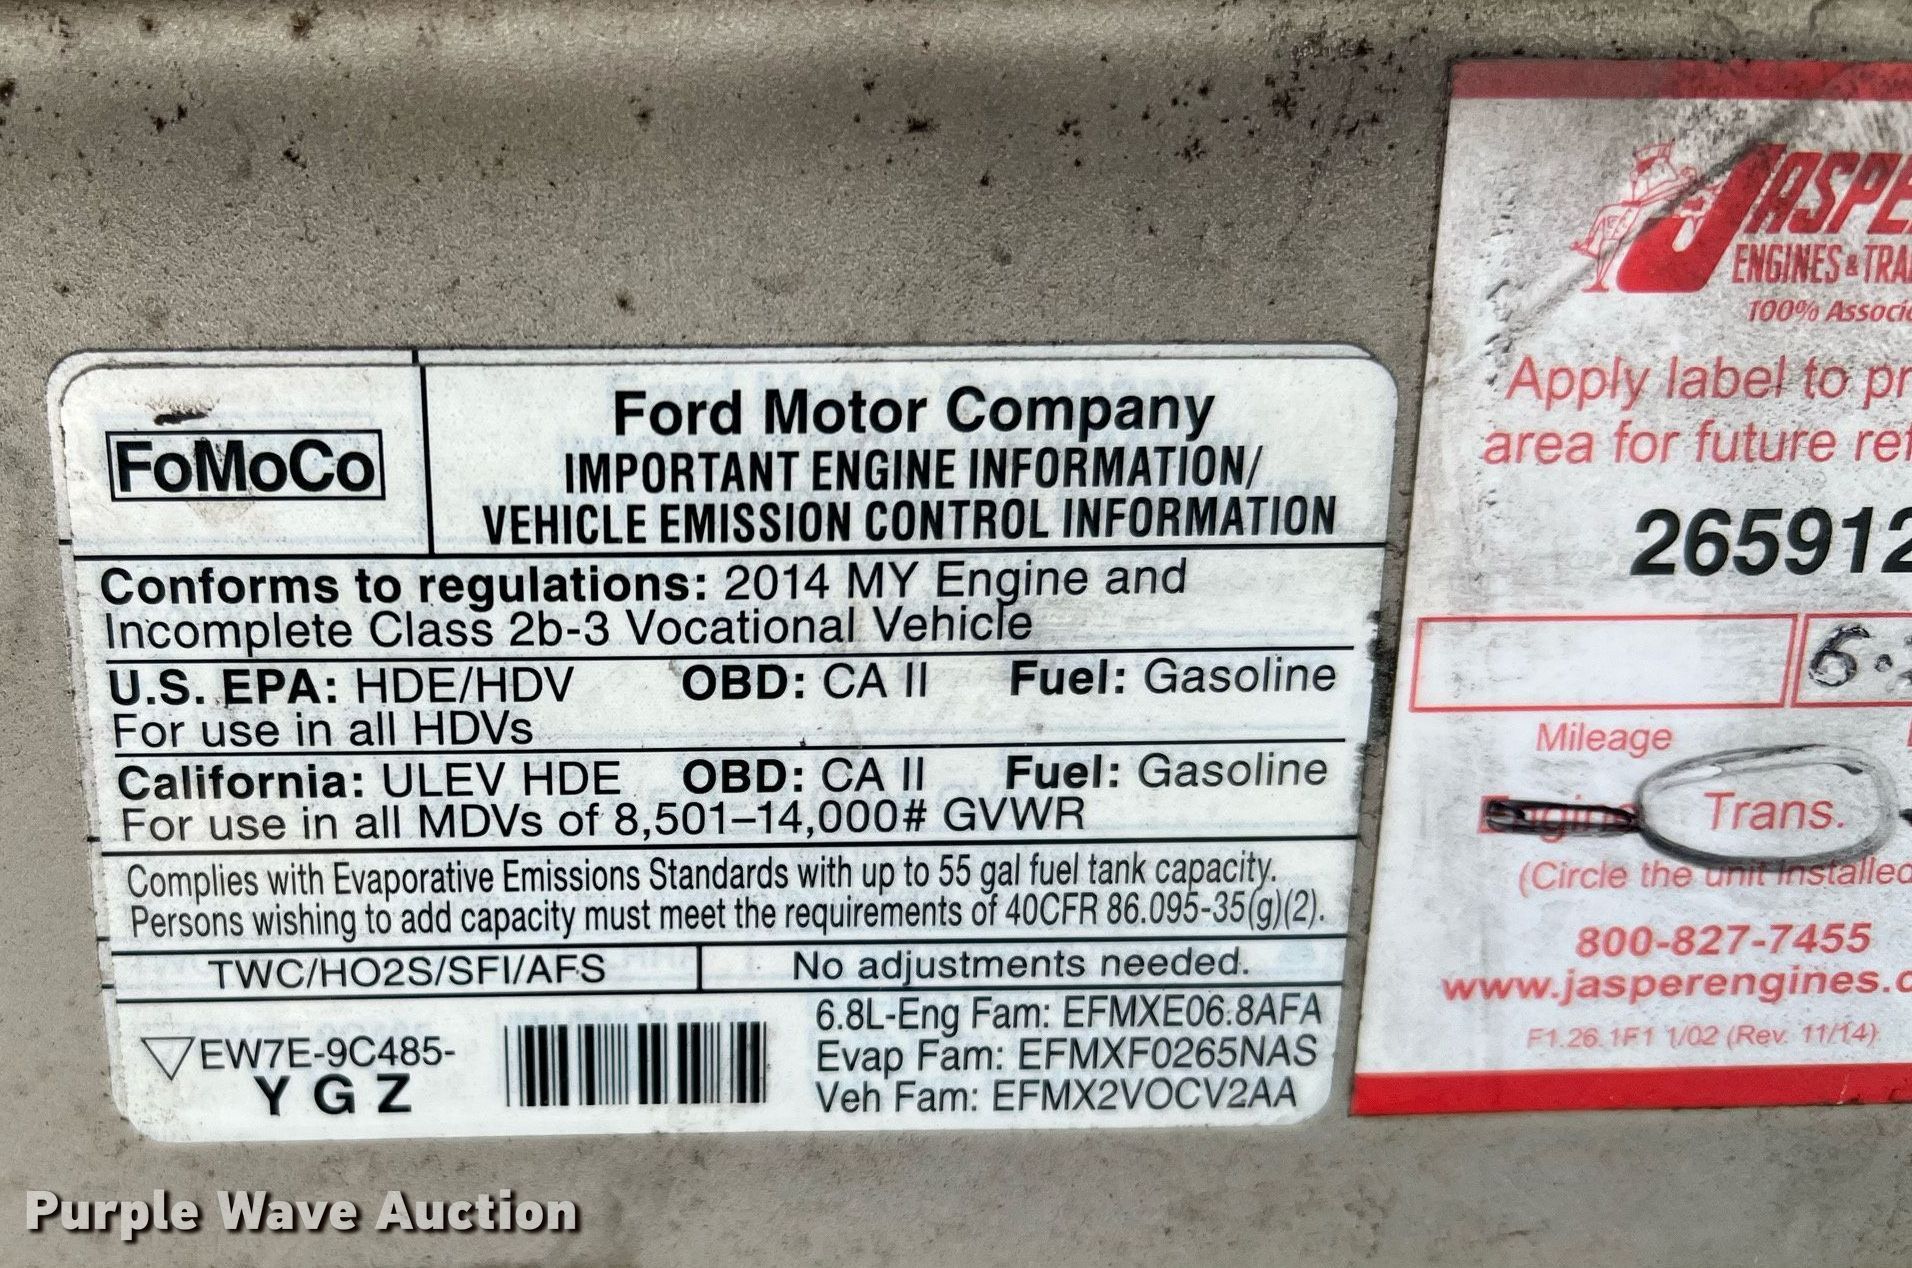 FoMoCo
Ford Motor Company
IMPORTANT ENGINE INFORMATION/
VEHICLE EMISSION CONTROL INFORMATION
Conforms to regulations: 2014 MY Engine and
Incomplete Class 2b-3 Vocational Vehicle
U.S. EPA: HDE/HDV OBD: CA II Fuel: Gasoline
For use in all HDVs
California: ULEV HDE OBD: CA II Fuel: Gasoline
For use in all MDVs of 8,501–14,000# GVWR
Complies with Evaporative Emissions Standards with up to 55 gal fuel tank capacity.
Persons wishing to add capacity must meet the requirements of 40CFR 86.095-35(g)(2).
TWC/HO2S/SFI/AFS No adjustments needed.
EW7E-9C485-
Y G Z
6.8L-Eng Fam: EFMXE06.8AFA
Evap Fam: EFMXF0265NAS
Veh Fam: EFMX2VOCV2AA
JASPE
ENGINES & TRA
100% Associ
Apply label to pr
area for future ref
265912
Mileage
Engine Trans.
(Circle the unit installed
800-827-7455
www.jasperengines.c
F1.26.1F1 1/02 (Rev. 11/14)
Purple Wave Auction